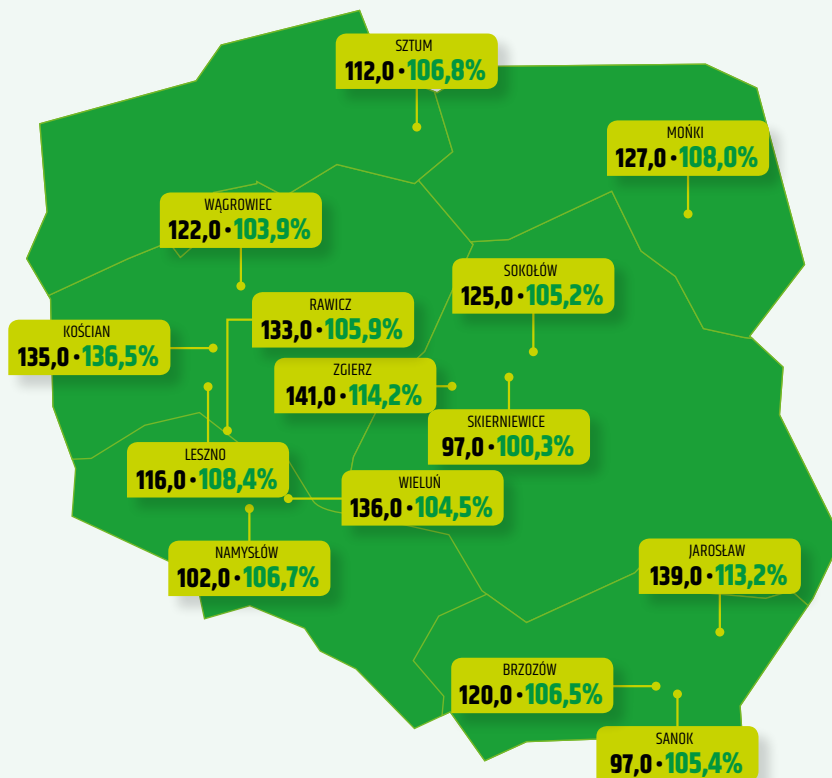 SZTUM
112,0•106,8%
MOŃKI
127,0•108,0%
WĄGROWIEC
122,0•103,9%
SOKOŁÓW
125,0•105,2%
RAWICZ
133,0•105,9%
KOŚCIAN
135,0•136,5%
ZGIERZ
141,0•114,2%
SKIERNIEWICE
97,0•100,3%
LESZNO
116,0•108,4%
WIELUŃ
136,0•104,5%
NAMYSŁÓW
102,0•106,7%
JAROSŁAW
139,0•113,2%
BRZOZÓW
120,0•106,5%
SANOK
97,0•105,4%